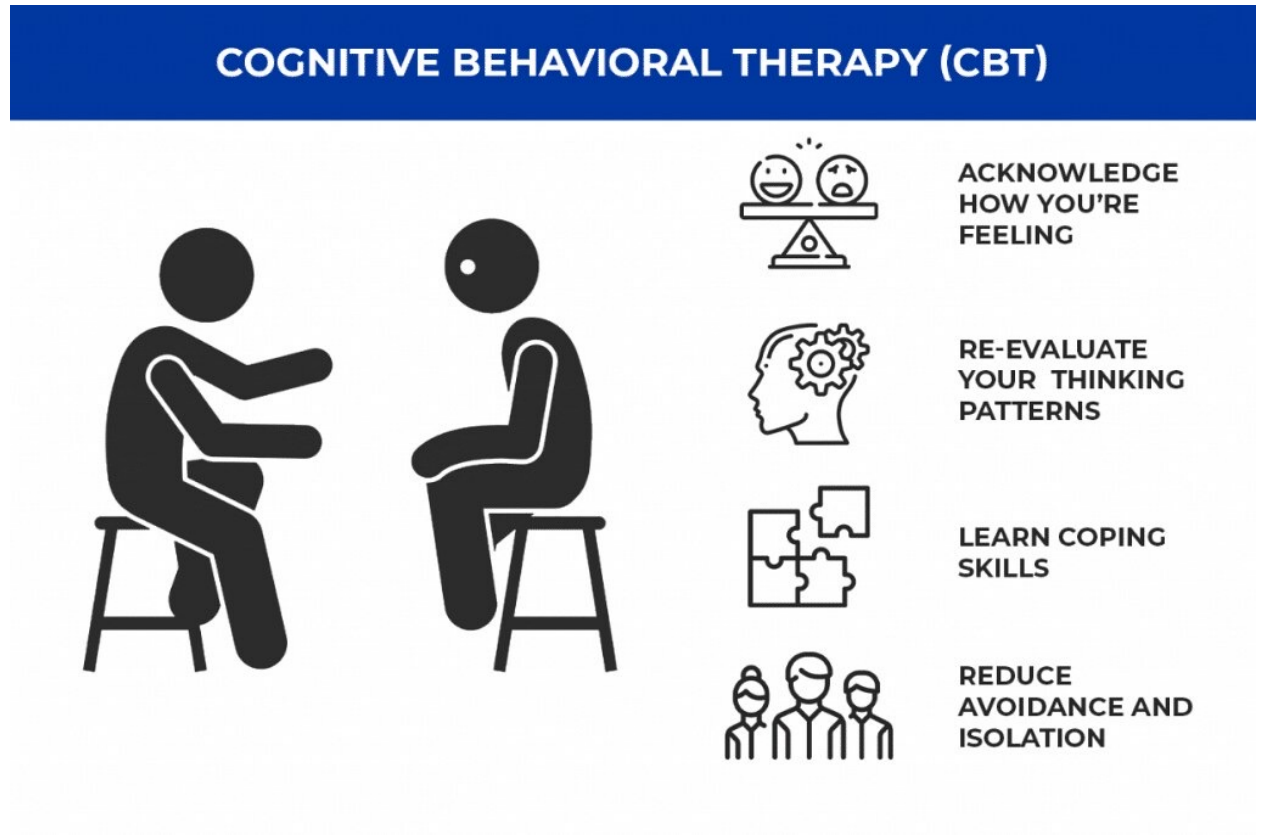 COGNITIVE BEHAVIORAL THERAPY (CBT)
ACKNOWLEDGE
HOW YOU’RE
FEELING
RE-EVALUATE
YOUR THINKING
PATTERNS
LEARN COPING
SKILLS
REDUCE
AVOIDANCE AND
ISOLATION